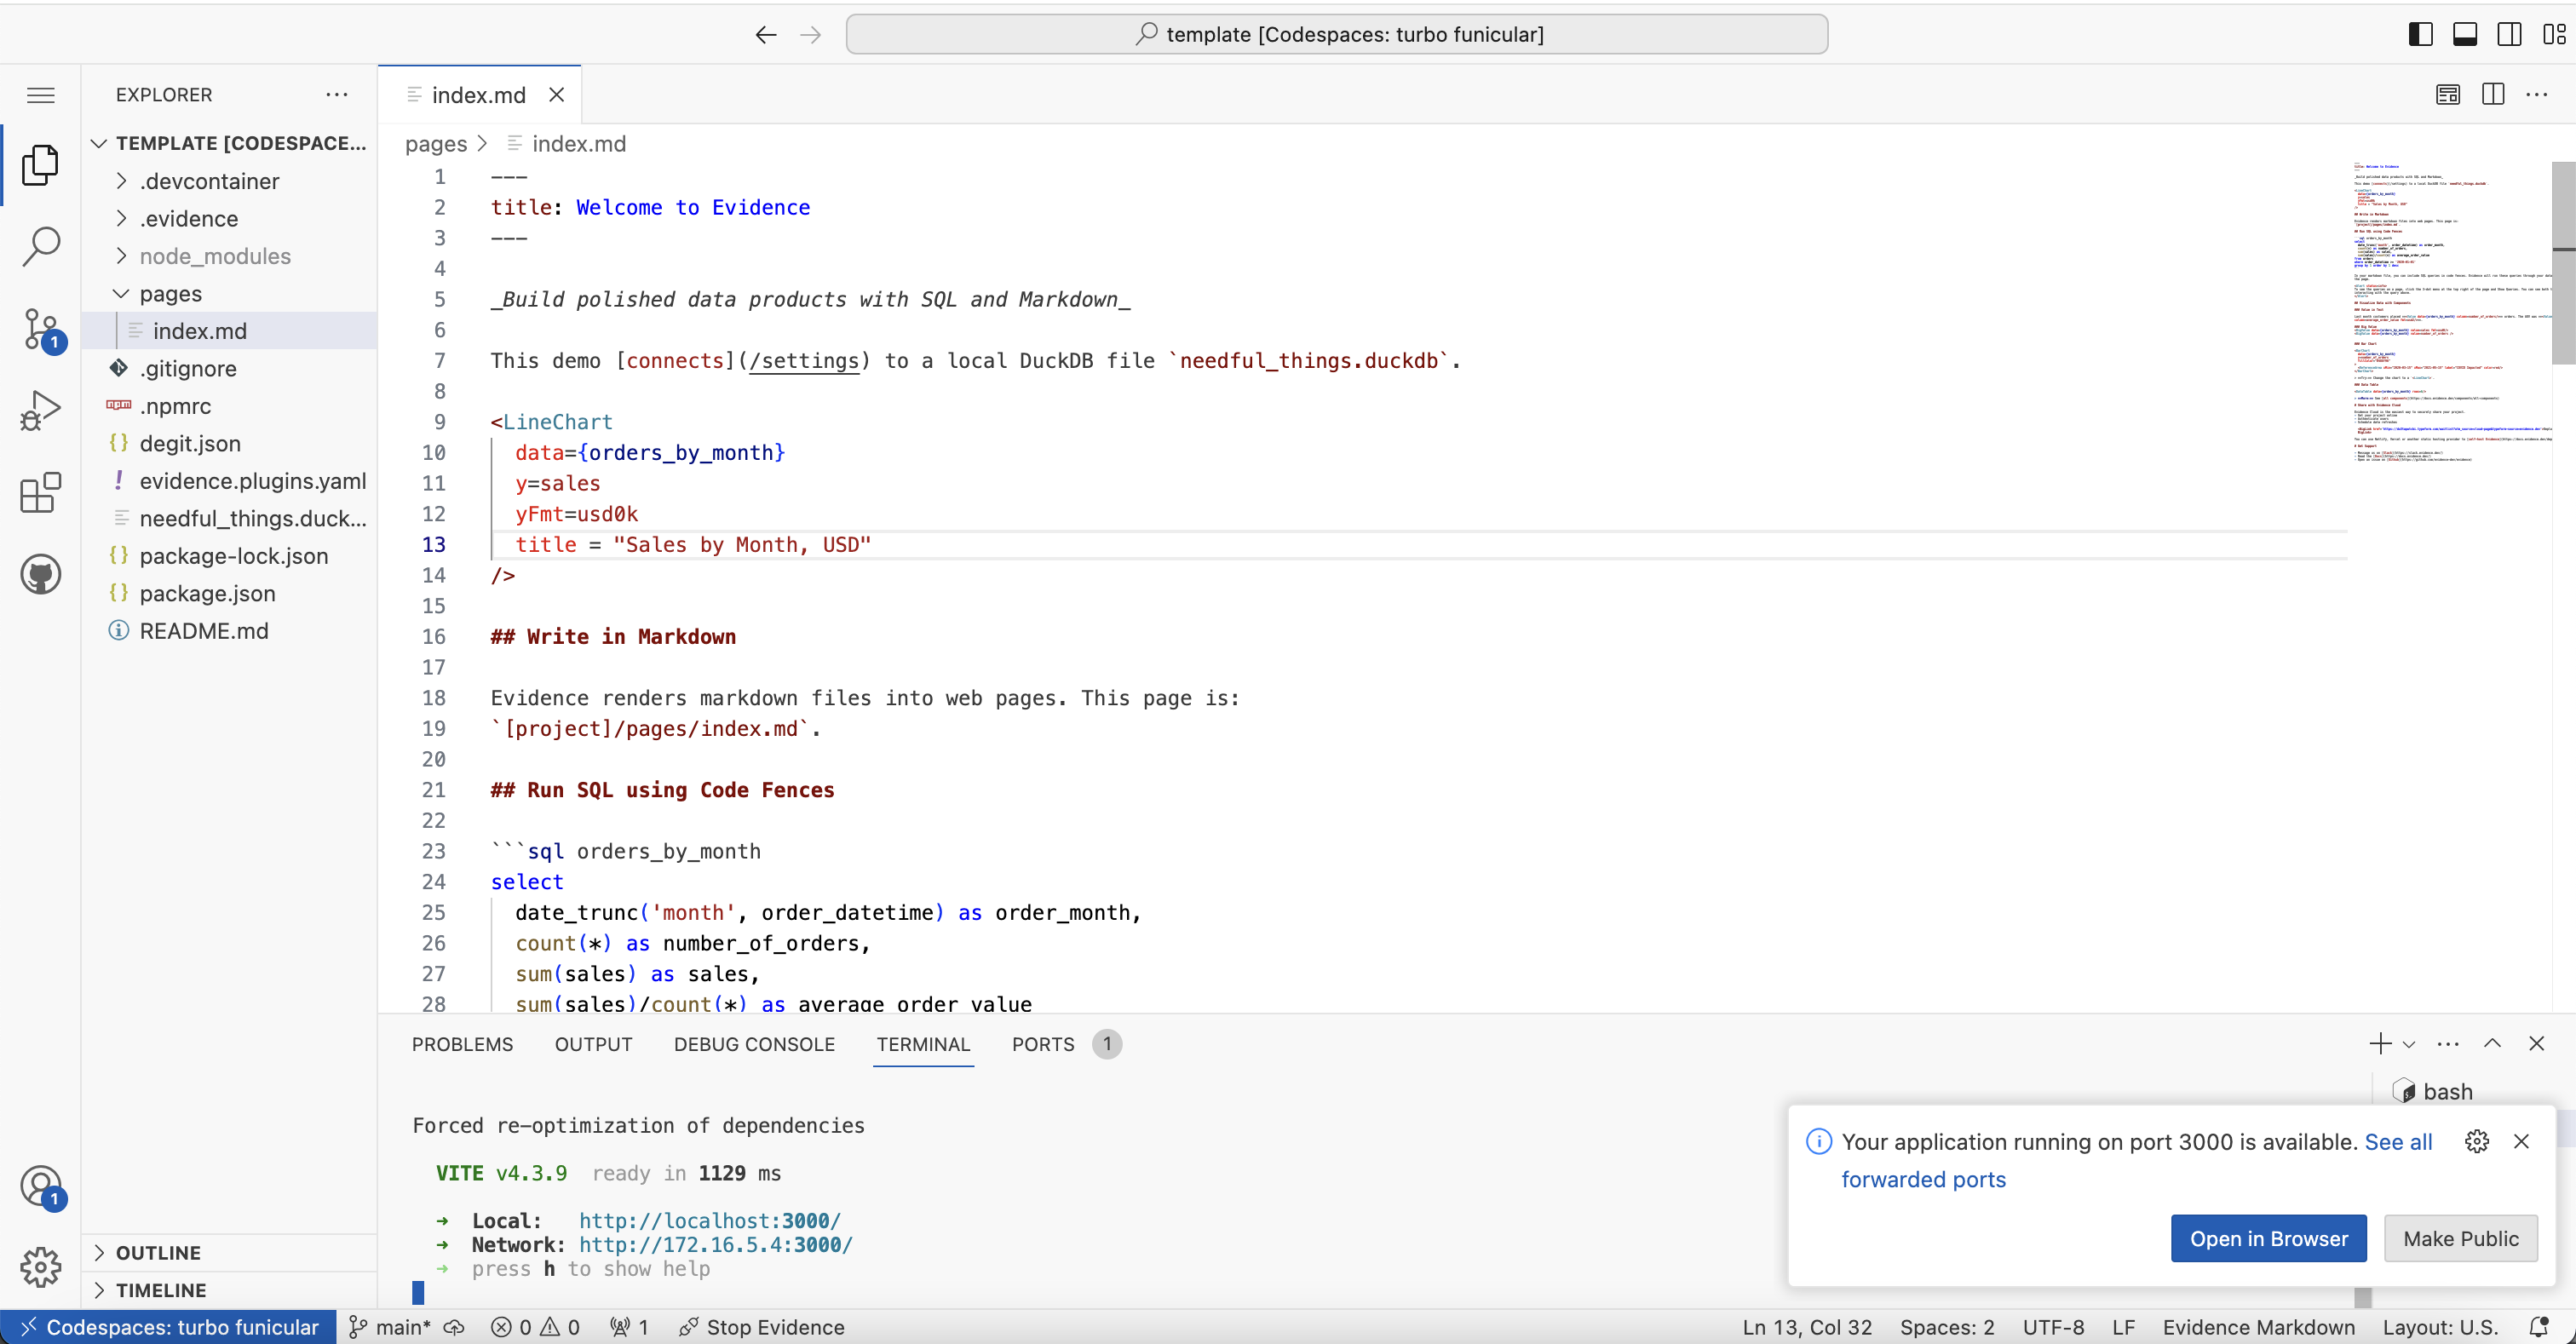 template [Codespaces: turbo funicular]
EXPLORER
TEMPLATE [CODESPACE...
.devcontainer
.evidence
node_modules
pages
index.md
.gitignore
.npmrc
degit.json
evidence.plugins.yaml
needful_things.duck...
package-lock.json
package.json
README.md
OUTLINE
TIMELINE
1
1
index.md
pages > index.md
1 ---
2 title: Welcome to Evidence
3 ---
4
5 _Build polished data products with SQL and Markdown_
6
7 This demo [connects](/settings) to a local DuckDB file `needful_things.duckdb`.
8
9 <LineChart
10 data={orders_by_month}
11 y=sales
12 yFmt=usd0k
13 title = "Sales by Month, USD"
14 />
15
16 ## Write in Markdown
17
18 Evidence renders markdown files into web pages. This page is:
19 `[project]/pages/index.md`.
20
21 ## Run SQL using Code Fences
22
23 ```sql orders_by_month
24 select
25 date_trunc('month', order_datetime) as order_month,
26 count(*) as number_of_orders,
27 sum(sales) as sales,
28 sum(sales)/count(*) as average_order_value
PROBLEMS OUTPUT DEBUG CONSOLE TERMINAL PORTS 1
bash
Forced re-optimization of dependencies
VITE v4.3.9 ready in 1129 ms
➜ Local: http://localhost:3000/
➜ Network: http://172.16.5.4:3000/
➜ press h to show help
Your application running on port 3000 is available. See all
forwarded ports
Open in Browser Make Public
Codespaces: turbo funicular main* 0 0 1 Stop Evidence Ln 13, Col 32 Spaces: 2 UTF-8 LF Evidence Markdown Layout: U.S.